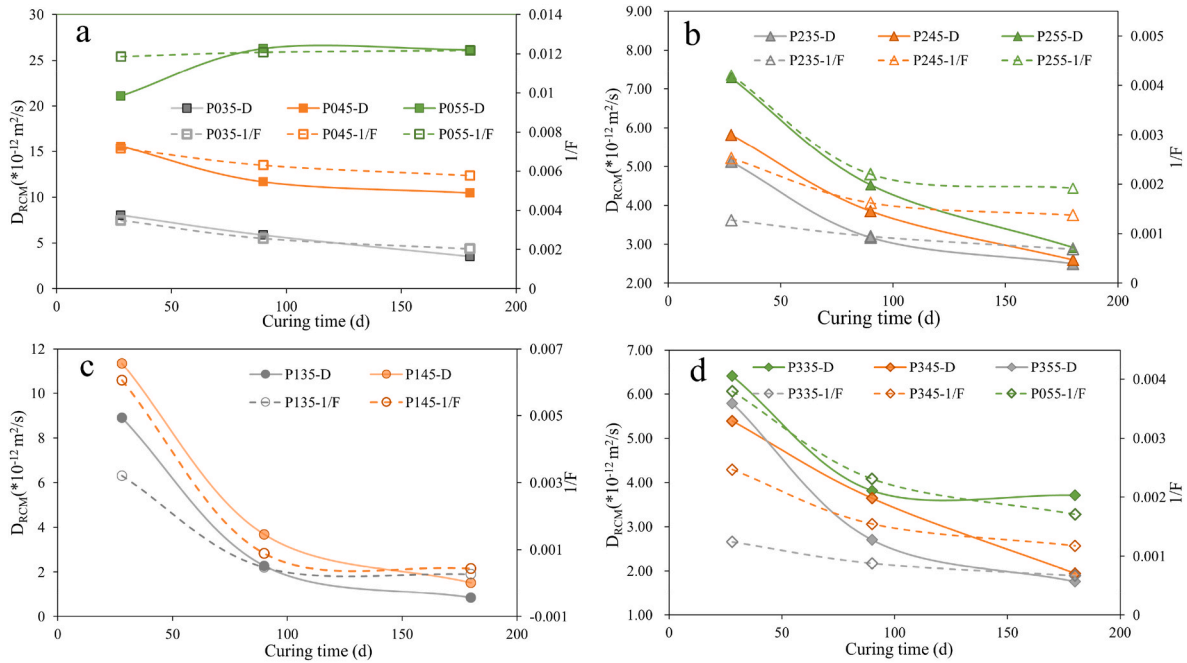 a
30
25
20
15
10
5
0
D_RCM(*10⁻¹² m²/s)
0.014
0.012
0.01
0.008
0.006
0.004
0.002
0
1/F
P035-D P045-D P055-D
P035-1/F P045-1/F P055-1/F
0 50 100 150 200
Curing time (d)
b
9.00
8.00
7.00
6.00
5.00
4.00
3.00
2.00
D_RCM(*10⁻¹² m²/s)
0.005
0.004
0.003
0.002
0.001
0
1/F
P235-D P245-D P255-D
P235-1/F P245-1/F P255-1/F
0 50 100 150 200
Curing time (d)
c
12
10
8
6
4
2
0
D_RCM(*10⁻¹² m²/s)
0.007
0.005
0.003
0.001
-0.001
1/F
P135-D P145-D
P135-1/F P145-1/F
0 50 100 150 200
Curing time (d)
d
7.00
6.00
5.00
4.00
3.00
2.00
1.00
D_RCM(*10⁻¹² m²/s)
0.004
0.003
0.002
0.001
0
1/F
P335-D P345-D P355-D
P335-1/F P345-1/F P055-1/F
0 50 100 150 200
Curing time (d)